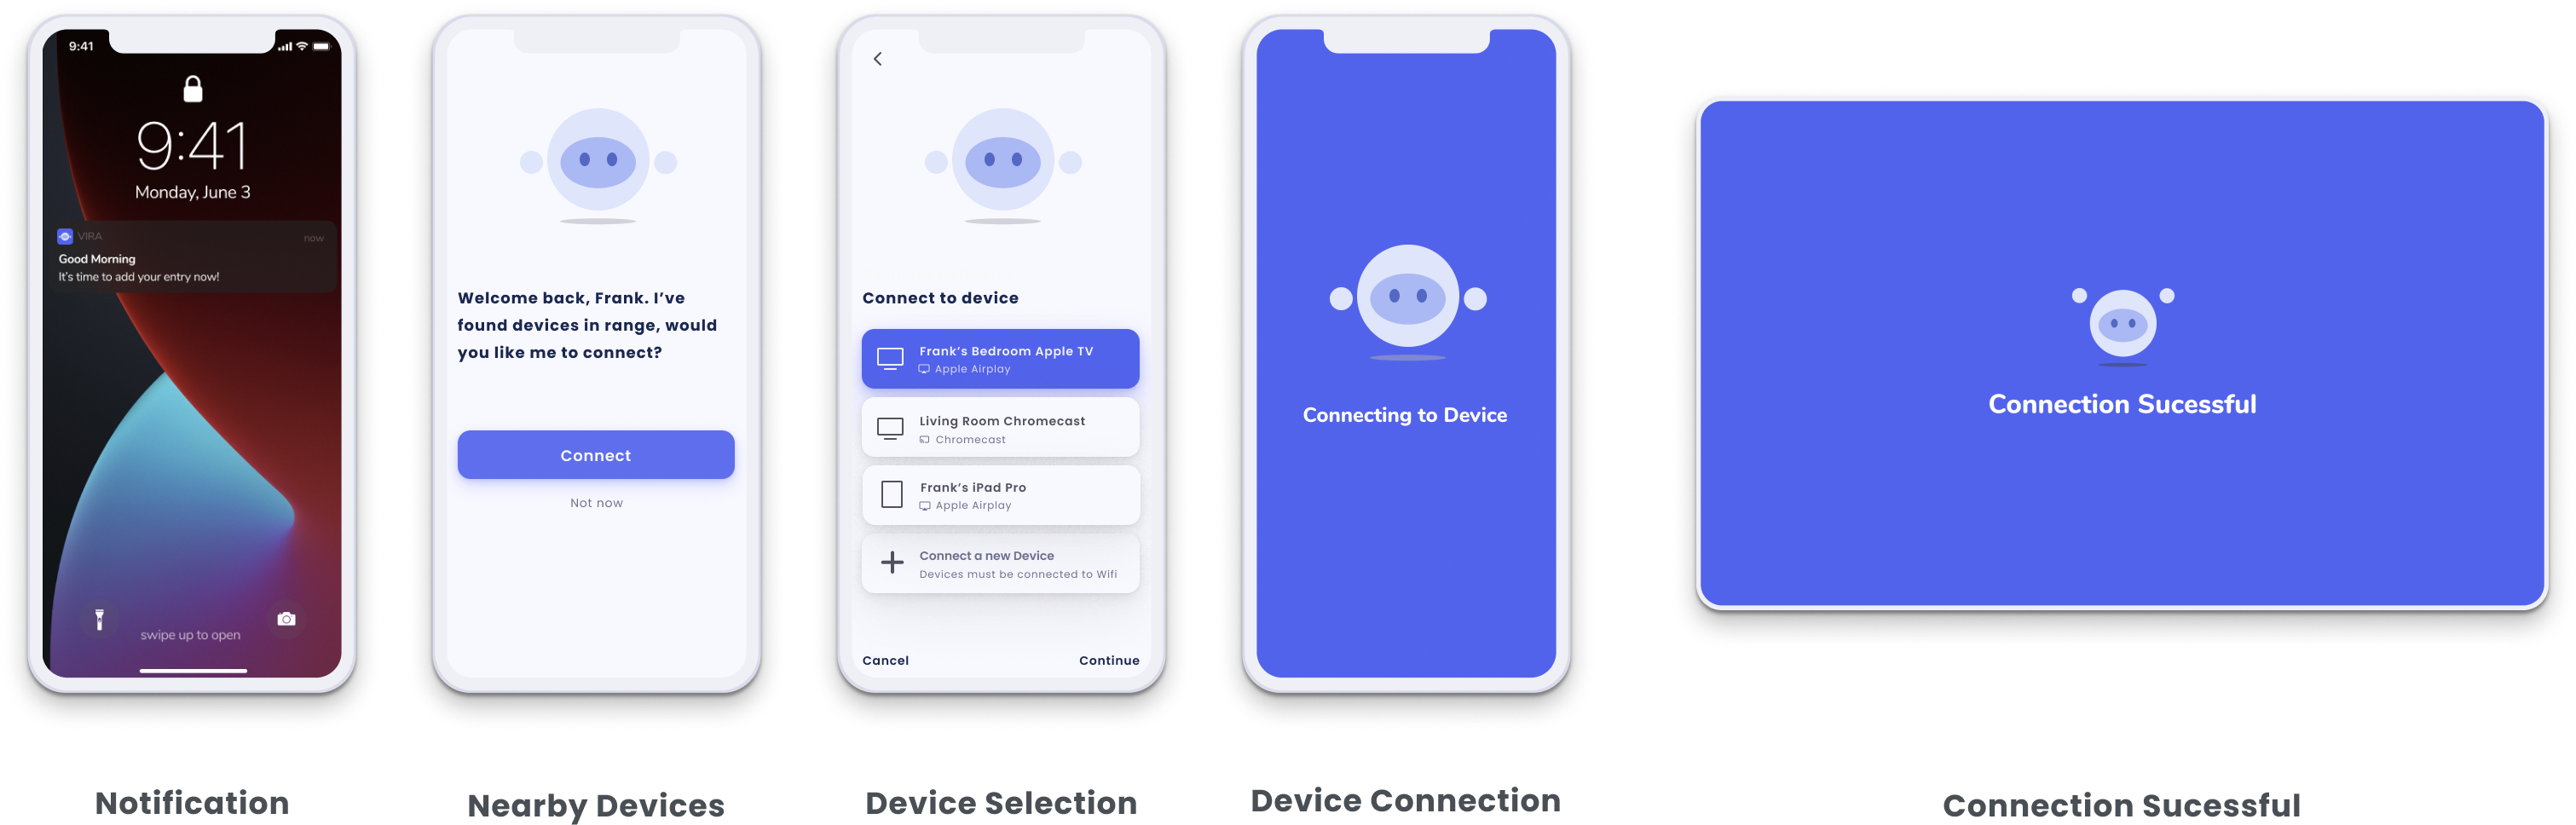 9:41
9:41
Monday, June 3
VIRA
now
Good Morning
It's time to add your entry now!
swipe up to open
Notification
Welcome back, Frank. I've
found devices in range, would
you like me to connect?
Connect
Not now
Nearby Devices
Connect to device
Frank's Bedroom Apple TV
Apple Airplay
Living Room Chromecast
Chromecast
Frank's iPad Pro
Apple Airplay
Connect a new Device
Devices must be connected to Wifi
Cancel
Continue
Device Selection
Connecting to Device
Device Connection
Connection Sucessful
Connection Sucessful